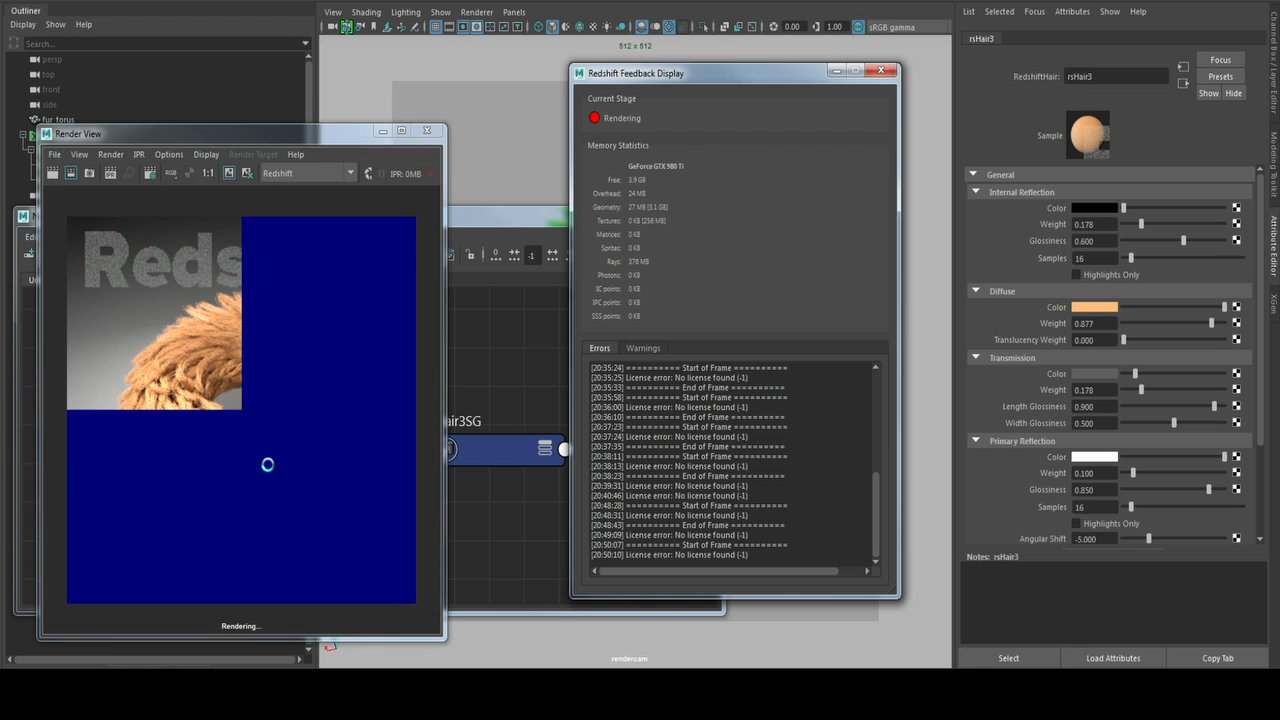 Outliner
Display Show Help
Search...
persp
top
front
side
fur torus
View Shading Lighting Show Renderer Panels
0.00
1.00
sRGB gamma
512 x 512
Render View
File View Render IPR Options Display Render Target Help
1:1
Redshift
IPR: 0MB
Reds
Rendering...
0
-1
air3SG
rendercam
Redshift Feedback Display
Current Stage
Rendering
Memory Statistics
GeForce GTX 980 Ti
Free: 3.9 GB
Overhead: 24 MB
Geometry: 27 MB [3.1 GB]
Textures: 0 KB [256 MB]
Matrices: 0 KB
Sprites: 0 KB
Rays: 376 MB
Photons: 0 KB
IC points: 0 KB
IPC points: 0 KB
SSS points: 0 KB
Errors Warnings
[20:35:24] ========== Start of Frame ==========
[20:35:25] License error: No license found (-1)
[20:35:33] ========== End of Frame ==========
[20:35:58] ========== Start of Frame ==========
[20:36:00] License error: No license found (-1)
[20:36:10] ========== End of Frame ==========
[20:37:23] ========== Start of Frame ==========
[20:37:24] License error: No license found (-1)
[20:37:35] ========== End of Frame ==========
[20:38:11] ========== Start of Frame ==========
[20:38:13] License error: No license found (-1)
[20:38:23] ========== End of Frame ==========
[20:39:31] License error: No license found (-1)
[20:40:46] License error: No license found (-1)
[20:48:28] ========== Start of Frame ==========
[20:48:31] License error: No license found (-1)
[20:48:43] ========== End of Frame ==========
[20:49:09] License error: No license found (-1)
[20:50:07] ========== Start of Frame ==========
[20:50:10] License error: No license found (-1)
List Selected Focus Attributes Show Help
rsHair3
RedshiftHair: rsHair3
Focus
Presets
Show Hide
Sample
General
Internal Reflection
Color
Weight 0.178
Glossiness 0.600
Samples 16
Highlights Only
Diffuse
Color
Weight 0.877
Translucency Weight 0.000
Transmission
Color
Weight 0.178
Length Glossiness 0.900
Width Glossiness 0.500
Primary Reflection
Color
Weight 0.100
Glossiness 0.850
Samples 16
Highlights Only
Angular Shift -5.000
Notes: rsHair3
Select Load Attributes Copy Tab
Channel Box / Layer Editor
Modeling Toolkit
Attribute Editor
XGen